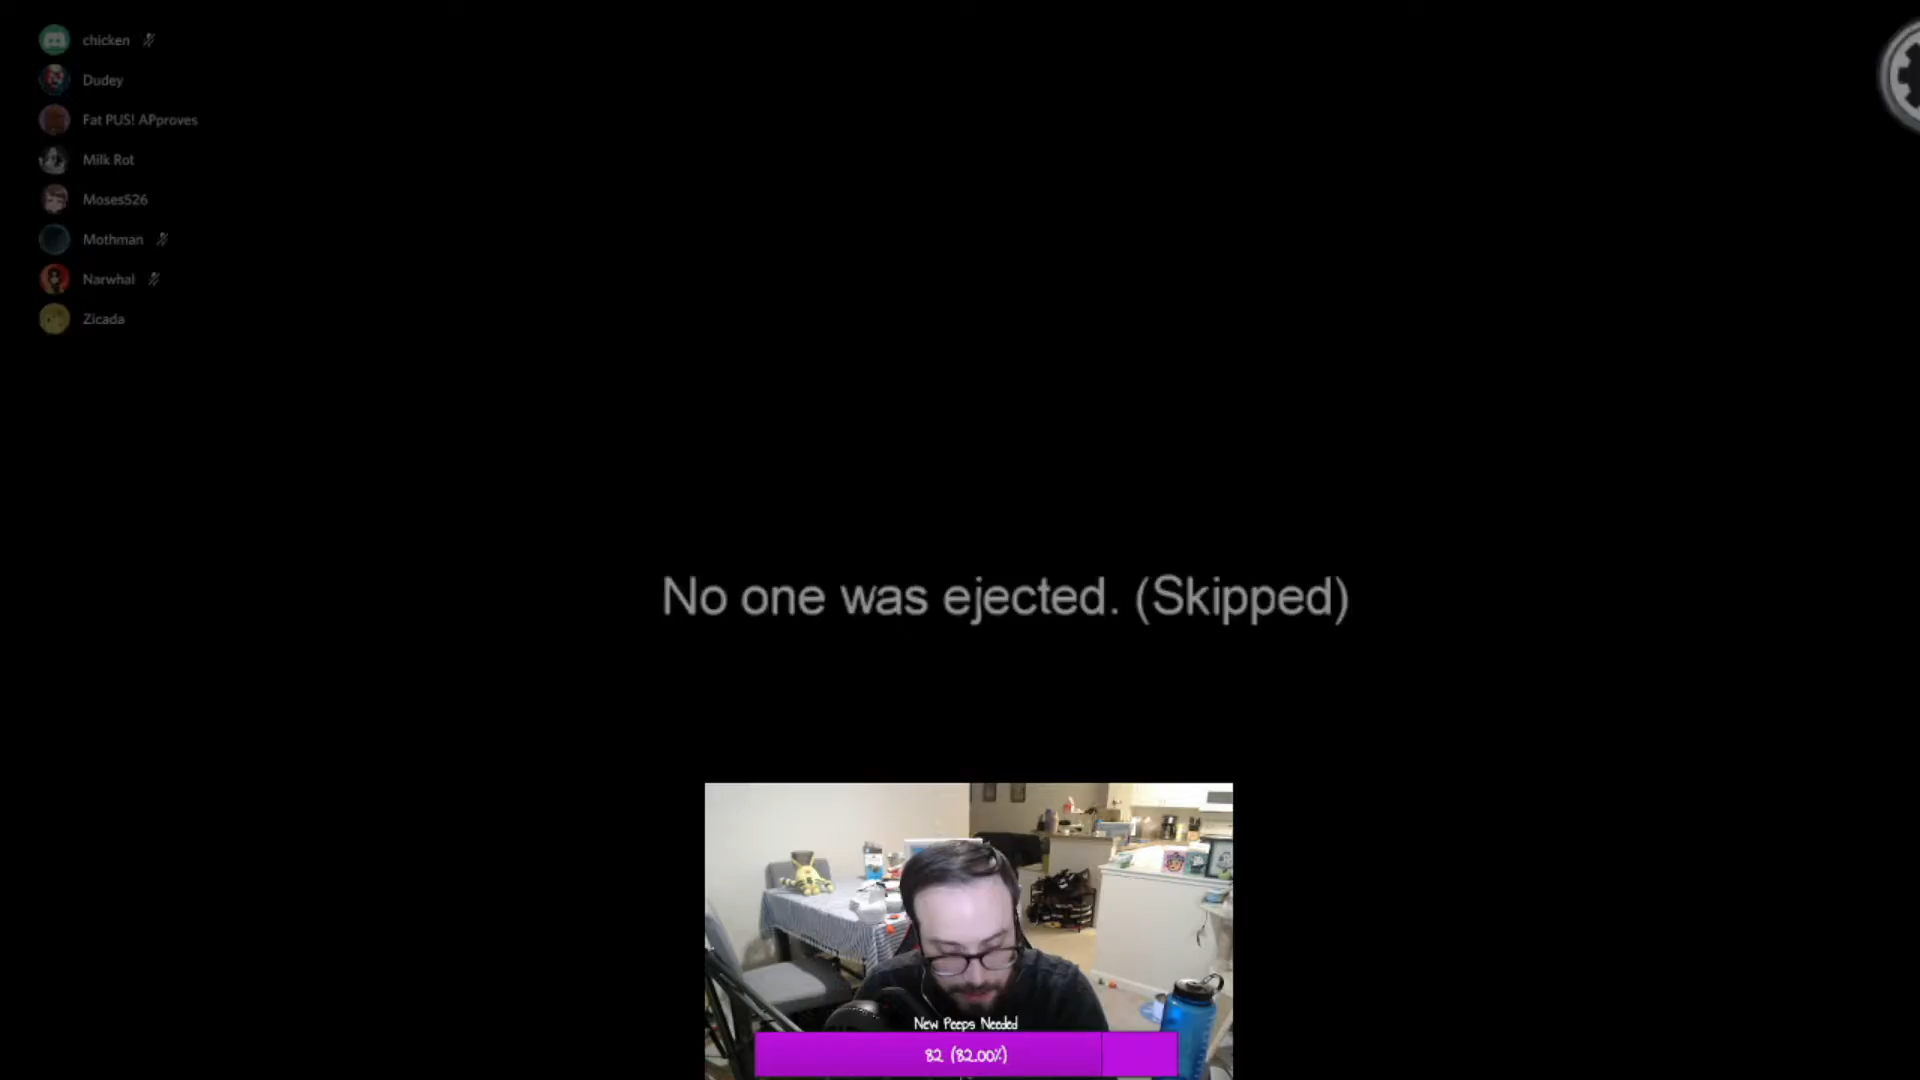 chicken
Dudey
Fat PUS! APproves
Milk Rot
Moses526
Mothman
Narwhal
Zicada
No one was ejected. (Skipped)
New Peeps Needed
82 (82.00%)